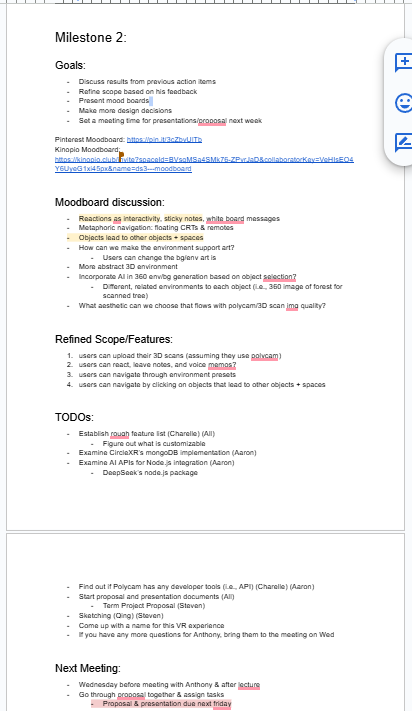 Milestone 2:
Goals:
- Discuss results from previous action items
- Refine scope based on his feedback
- Present mood boards
- Make more design decisions
- Set a meeting time for presentations/proposal next week
Pinterest Moodboard: https://pin.it/3cZbvUlTb
Kinopio Moodboard:
https://kinopio.club/invite?spaceId=BVsoMSa4SMk76-ZPvrJaD&collaboratorKey=VeHIsEO4
Y6UyeG1xi45px&name=ds3---moodboard
Moodboard discussion:
- Reactions as interactivity, sticky notes, white board messages
- Metaphoric navigation: floating CRTs & remotes
- Objects lead to other objects + spaces
- How can we make the environment support art?
- Users can change the bg/env art is
- More abstract 3D environment
- Incorporate AI in 360 env/bg generation based on object selection?
- Different, related environments to each object (i.e., 360 image of forest for
scanned tree)
- What aesthetic can we choose that flows with polycam/3D scan img quality?
Refined Scope/Features:
1. users can upload their 3D scans (assuming they use polycam)
2. users can react, leave notes, and voice memos?
3. users can navigate through environment presets
4. users can navigate by clicking on objects that lead to other objects + spaces
TODOs:
- Establish rough feature list (Charelle) (All)
- Figure out what is customizable
- Examine CircleXR's mongoDB implementation (Aaron)
- Examine AI APIs for Node.js integration (Aaron)
- DeepSeek's node.js package
- Find out if Polycam has any developer tools (i.e., API) (Charelle) (Aaron)
- Start proposal and presentation documents (All)
- Term Project Proposal (Steven)
- Sketching (Qing) (Steven)
- Come up with a name for this VR experience
- If you have any more questions for Anthony, bring them to the meeting on Wed
Next Meeting:
- Wednesday before meeting with Anthony & after lecture
- Go through proposal together & assign tasks
- Proposal & presentation due next friday